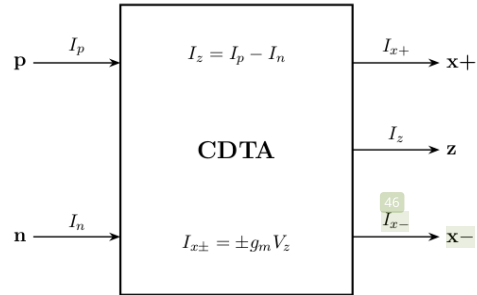 I_p
I_{x+}
p
I_z = I_p − I_n
x+
CDTA
I_z
z
46
I_n
I_{x−}
n
I_{x±} = ±g_m V_z
x−